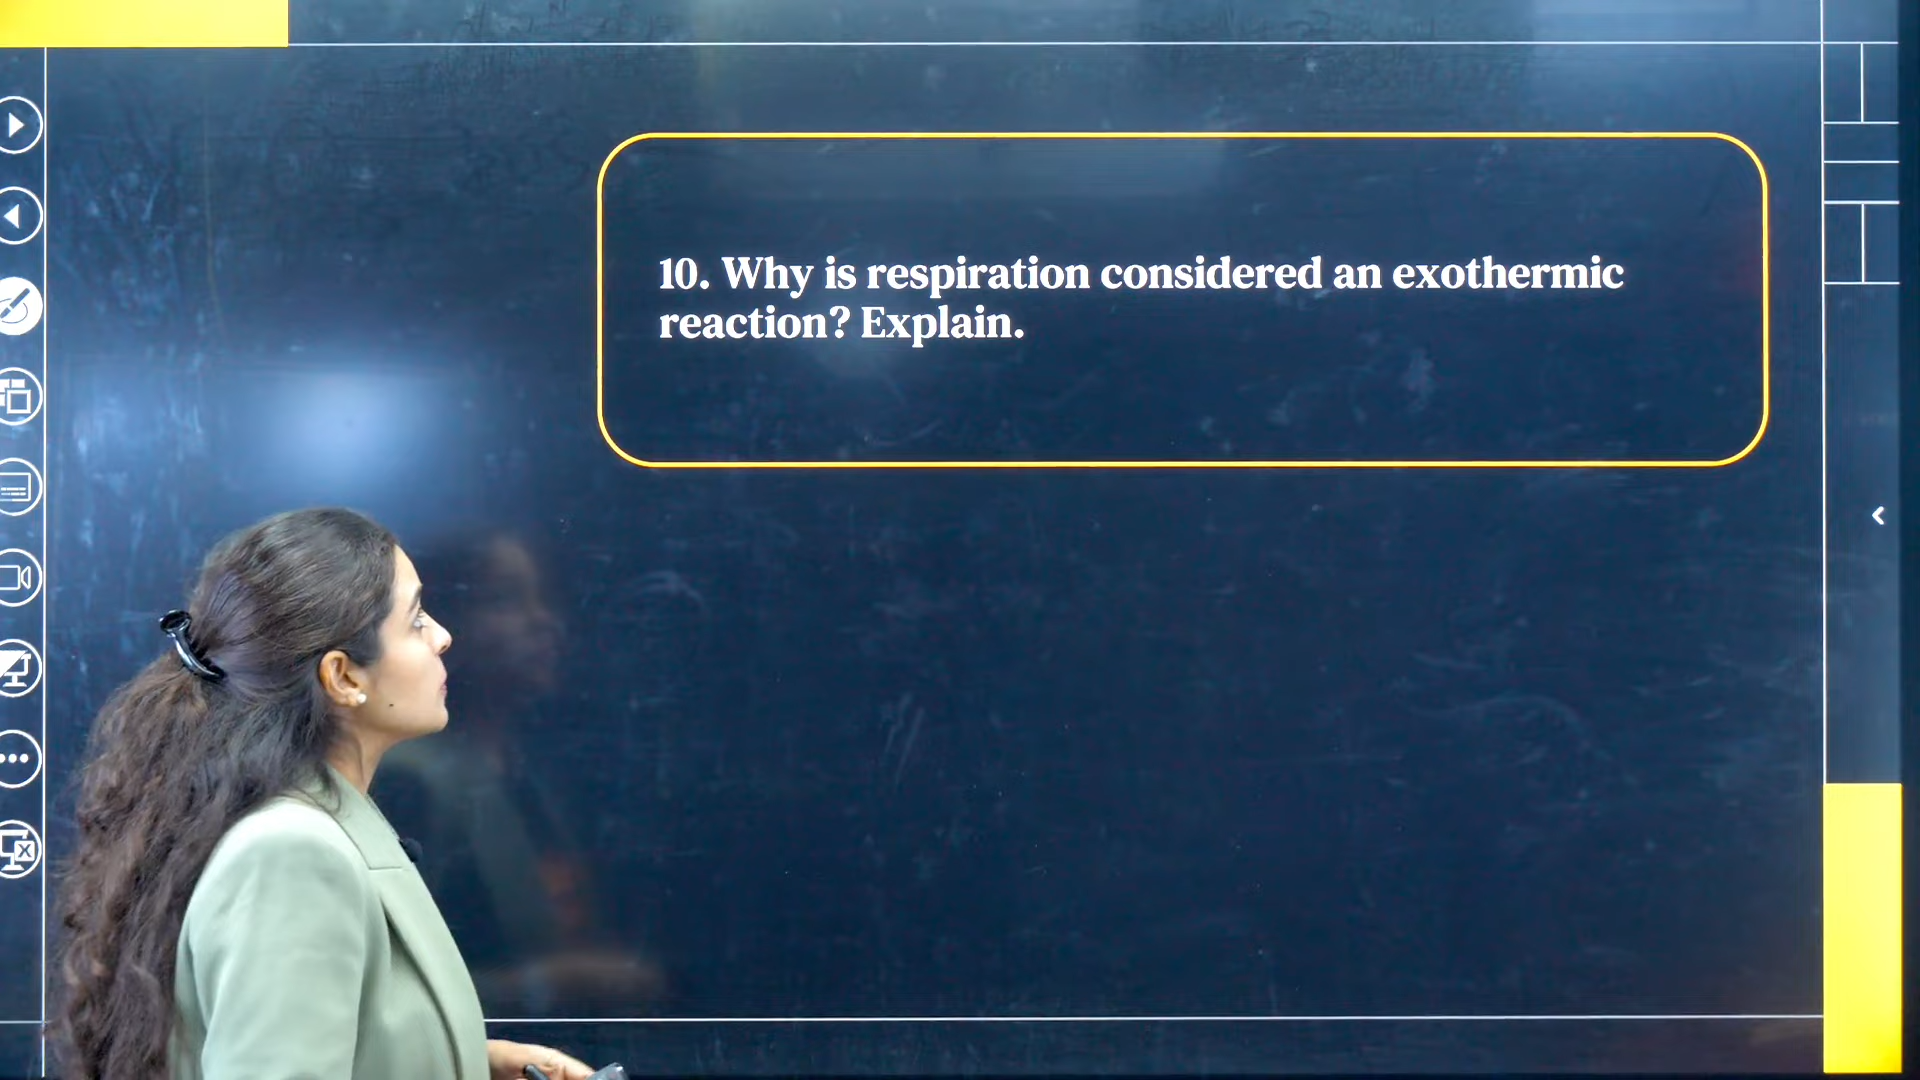 10. Why is respiration considered an exothermic
reaction? Explain.